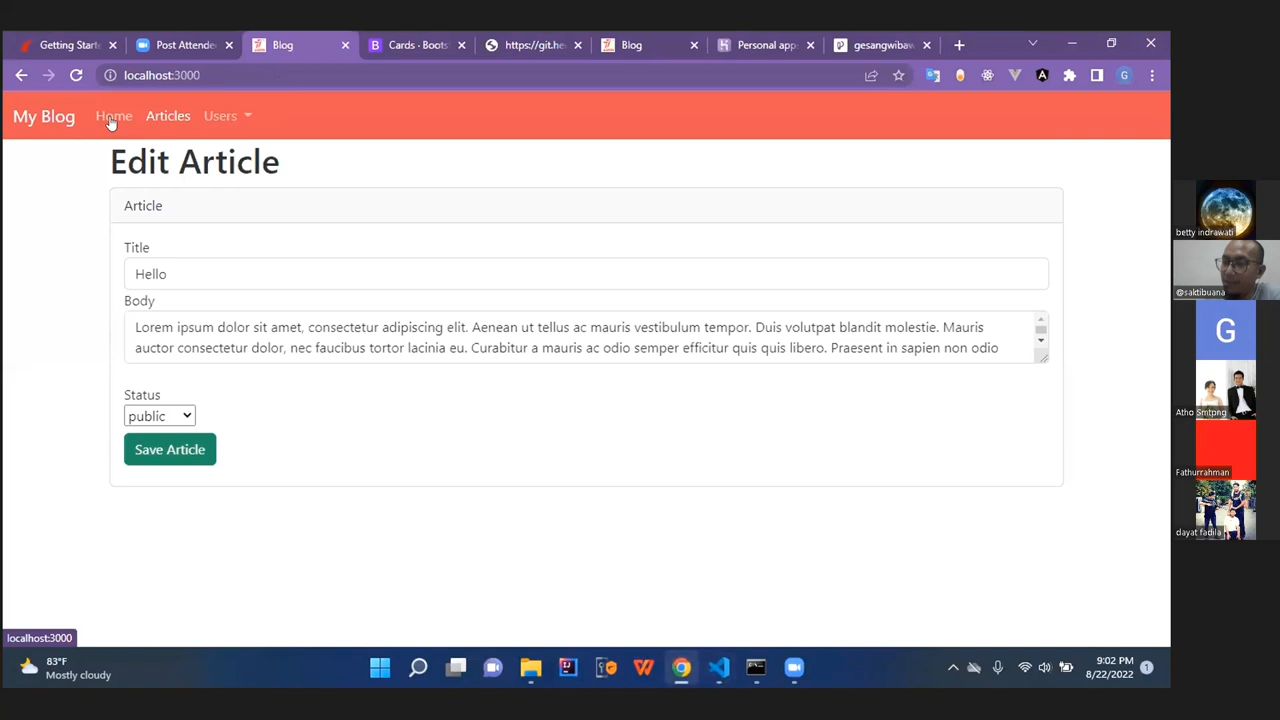 Getting Starte
Post Attende
Blog
Cards · Boots
https://git.he
Blog
Personal app
gesangwibaw
localhost:3000
G
My Blog
Home
Articles
Users
Edit Article
Article
Title
Hello
Body
Lorem ipsum dolor sit amet, consectetur adipiscing elit. Aenean ut tellus ac mauris vestibulum tempor. Duis volutpat blandit molestie. Mauris
auctor consectetur dolor, nec faucibus tortor lacinia eu. Curabitur a mauris ac odio semper efficitur quis quis libero. Praesent in sapien non odio
Status
public
Save Article
betty indrawati
@saktibuana
G
Atho Smtpng
Fathurrahman
dayat fadila
localhost:3000
83°F
Mostly cloudy
9:02 PM
8/22/2022
1